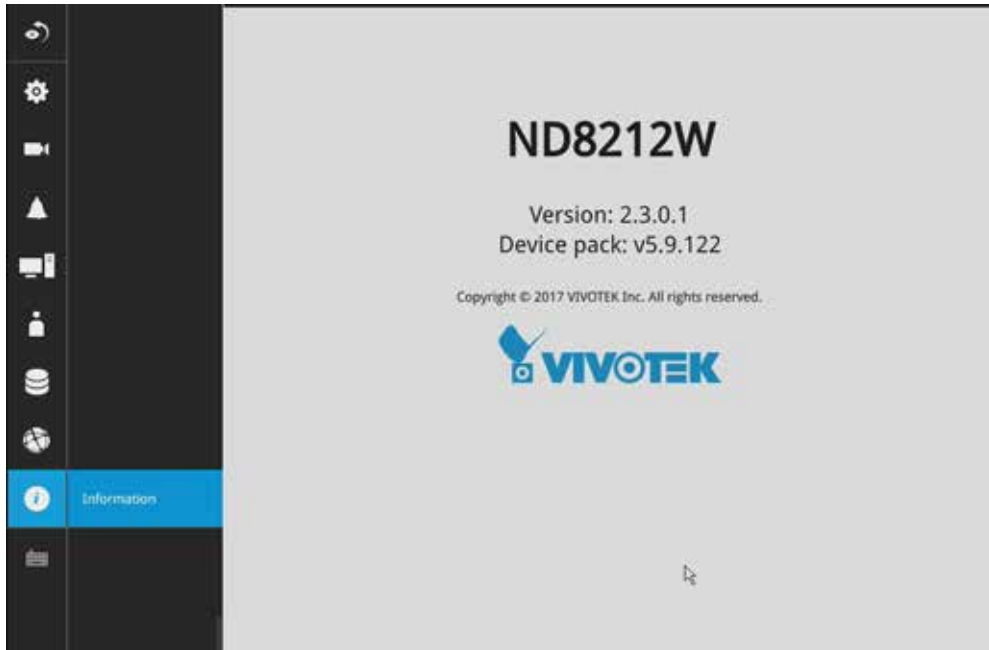 ND8212W
Version: 2.3.0.1
Device pack: v5.9.122
Copyright © 2017 VIVOTEK Inc. All rights reserved.
VIVOTEK
Information